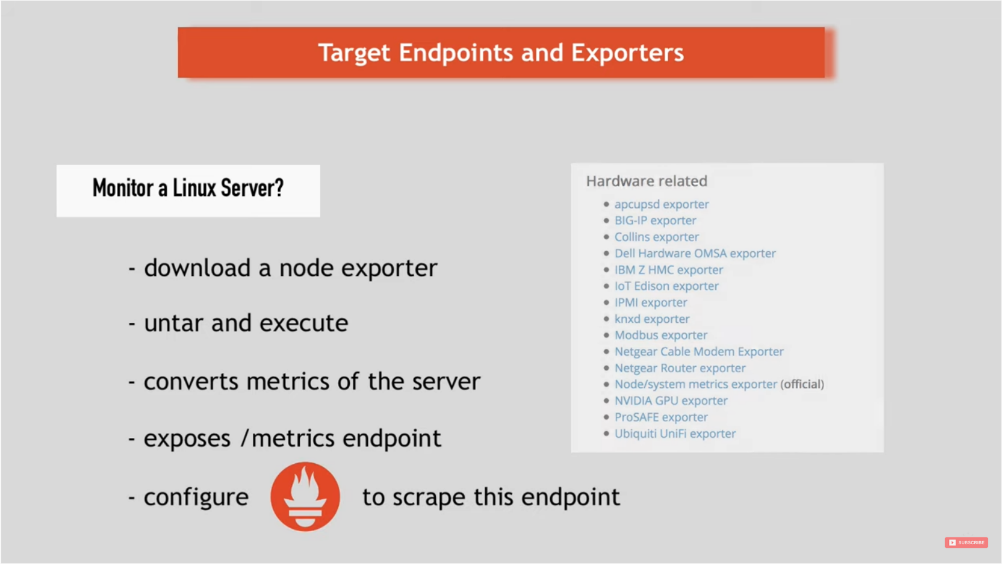 Target Endpoints and Exporters
Monitor a Linux Server?
- download a node exporter
- untar and execute
- converts metrics of the server
- exposes /metrics endpoint
- configure to scrape this endpoint
Hardware related
• apcupsd exporter
• BIG-IP exporter
• Collins exporter
• Dell Hardware OMSA exporter
• IBM Z HMC exporter
• IoT Edison exporter
• IPMI exporter
• knxd exporter
• Modbus exporter
• Netgear Cable Modem Exporter
• Netgear Router exporter
• Node/system metrics exporter (official)
• NVIDIA GPU exporter
• ProSAFE exporter
• Ubiquiti UniFi exporter
SUBSCRIBE